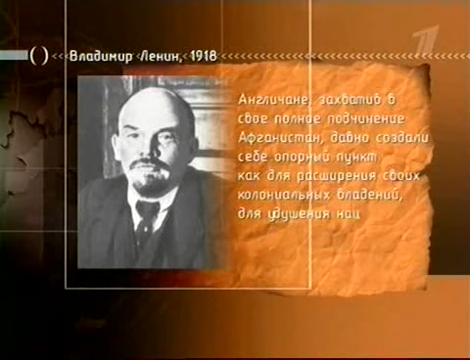 Владимир Ленин, 1918
Англичане, захватив в
свое полное подчинение
Афганистан, давно создали
себе опорный пункт
как для расширения своих
колониальных владений,
для удушения нац